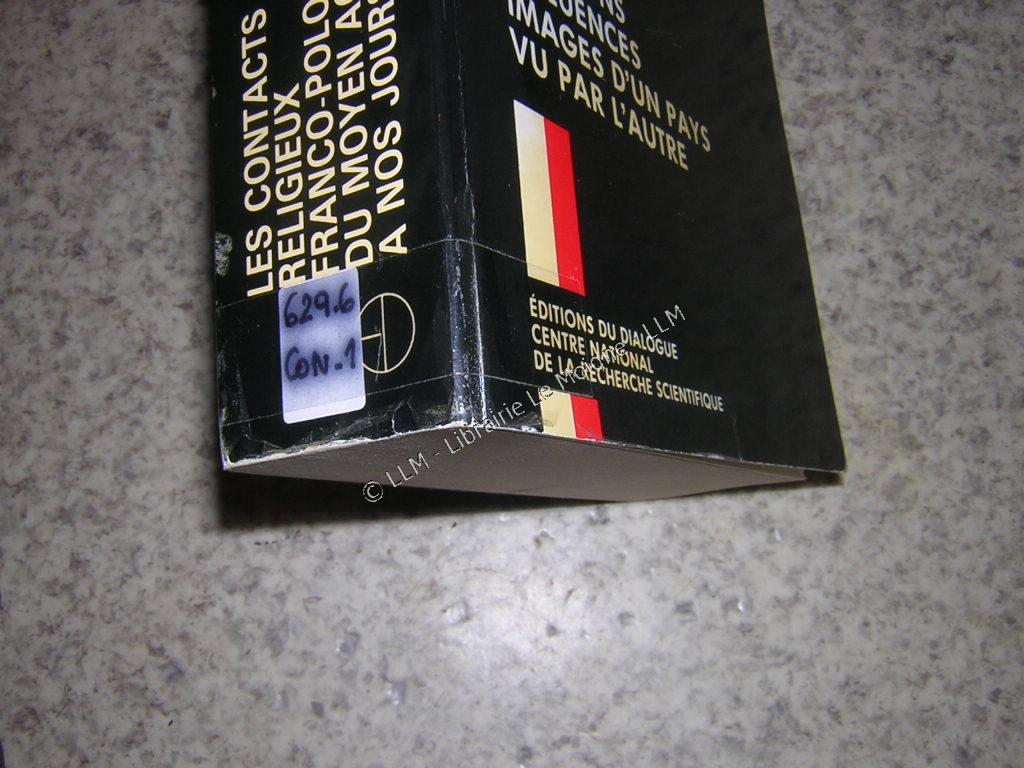 LES CONTACTS
RELIGIEUX
FRANCO-POLO
DU MOYEN AG
A NOS JOURS
629.6
CON.1
IMAGES D'UN PAYS
VU PAR L'AUTRE
ÉDITIONS DU DIALOGUE
CENTRE NATIONAL
DE LA RECHERCHE SCIENTIFIQUE
© LLM - Librairie Le Moine - LLM